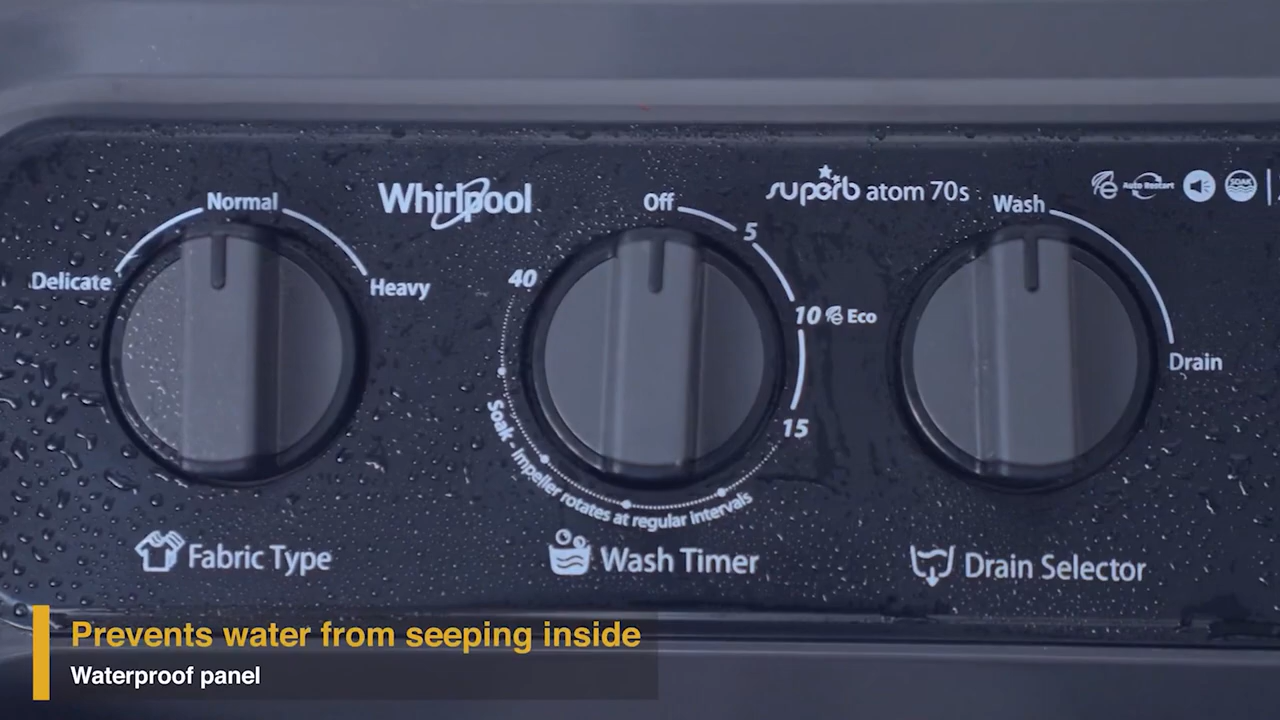 Normal
Delicate
Heavy
Fabric Type
Whirlpool
Off
5
10 Eco
15
40
Soak - Impeller rotates at regular intervals
Wash Timer
superb atom 70s
Wash
Drain
Drain Selector
Auto Restart
SOAK
Prevents water from seeping inside
Waterproof panel